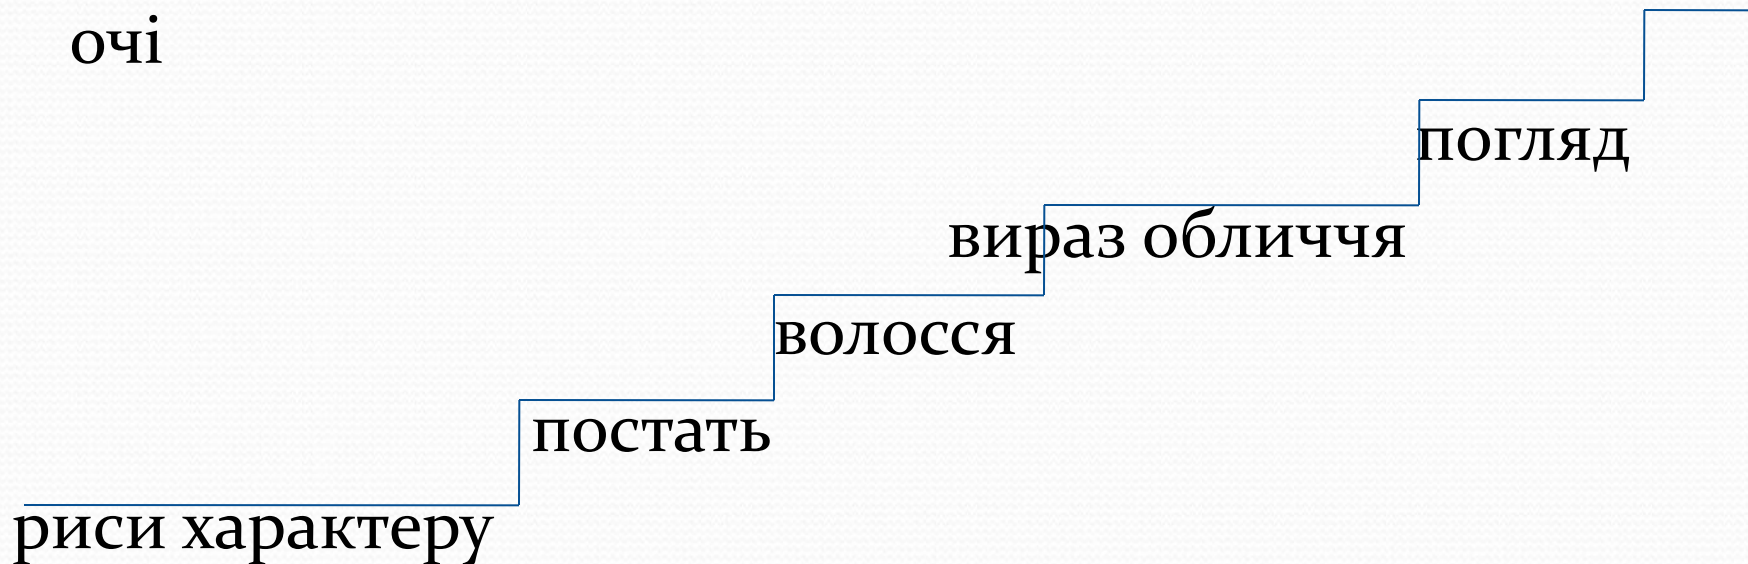 очі
погляд
вираз обличчя
волосся
постать
риси характеру